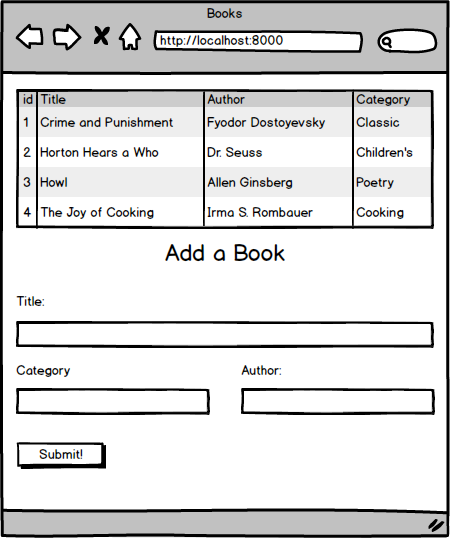 Books
http://localhost:8000
id Title Author Category
1 Crime and Punishment Fyodor Dostoyevsky Classic
2 Horton Hears a Who Dr. Seuss Children's
3 Howl Allen Ginsberg Poetry
4 The Joy of Cooking Irma S. Rombauer Cooking
Add a Book
Title:
Category Author:
Submit!